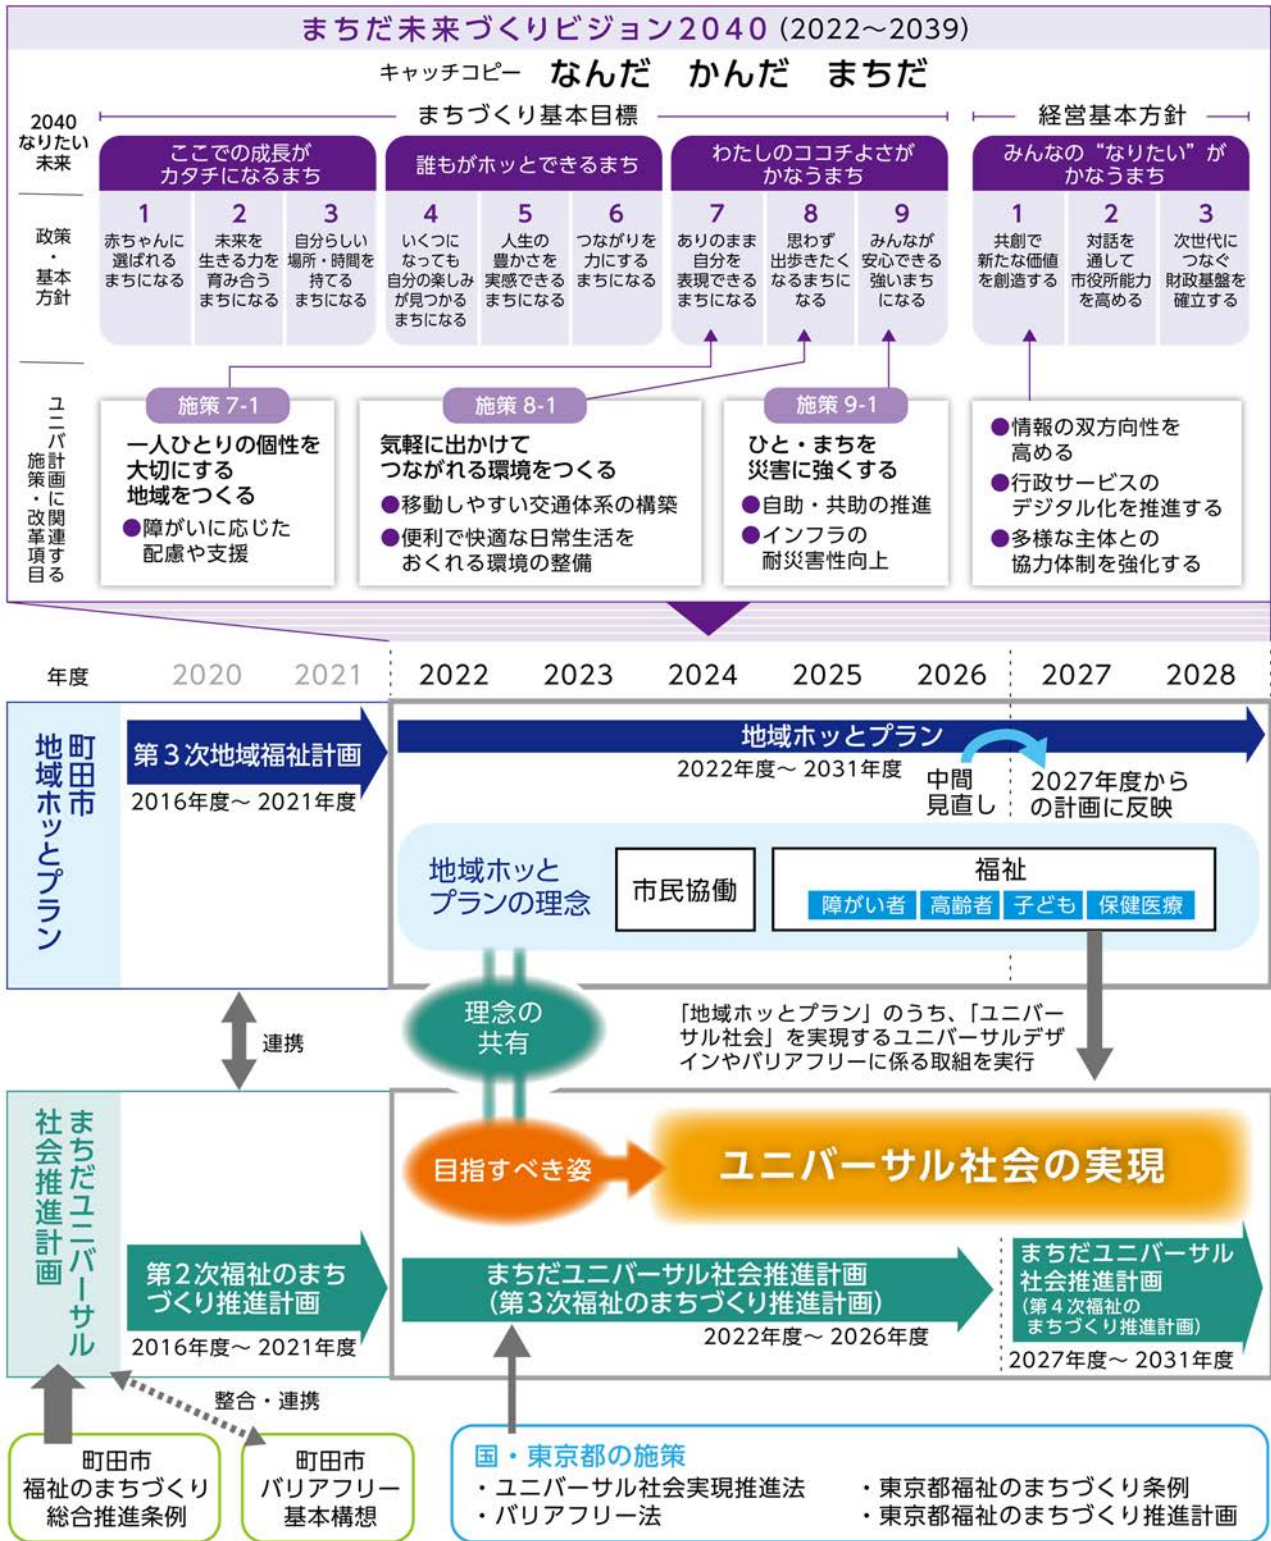 まちだ未来づくりビジョン2040 (2022～2039)
キャッチコピー なんだ かんだ まちだ
まちづくり基本目標
経営基本方針
2040
なりたい
未来
ここでの成長が
カタチになるまち
誰もがホッとできるまち
わたしのココチよさが
かなうまち
みんなの“なりたい”が
かなうまち
政策
・
基本
方針
1
赤ちゃんに
選ばれる
まちになる
2
未来を
生きる力を
育み合う
まちになる
3
自分らしい
場所・時間を
持てる
まちになる
4
いくつに
なっても
自分の楽しみ
が見つかる
まちになる
5
人生の
豊かさを
実感できる
まちになる
6
つながりを
力にする
まちになる
7
ありのまま
自分を
表現できる
まちになる
8
思わず
出歩きたく
なるまちに
なる
9
みんなが
安心できる
強いまち
になる
1
共創で
新たな価値
を創造する
2
対話を
通して
市役所能力
を高める
3
次世代に
つなぐ
財政基盤を
確立する
ユニバ計画に関連する
施策・改革項目
施策 7-1
一人ひとりの個性を
大切にする
地域をつくる
●障がいに応じた
配慮や支援
施策 8-1
気軽に出かけて
つながれる環境をつくる
●移動しやすい交通体系の構築
●便利で快適な日常生活を
おくれる環境の整備
施策 9-1
ひと・まちを
災害に強くする
●自助・共助の推進
●インフラの
耐災害性向上
●情報の双方向性を
高める
●行政サービスの
デジタル化を推進する
●多様な主体との
協力体制を強化する
年度 2020 2021 2022 2023 2024 2025 2026 2027 2028
町田市
地域ホッとプラン
第3次地域福祉計画
2016年度～2021年度
地域ホッとプラン
2022年度～2031年度
中間
見直し
2027年度から
の計画に反映
地域ホッと
プランの理念
市民協働
福祉
障がい者 高齢者 子ども 保健医療
理念の
共有
「地域ホッとプラン」のうち、「ユニバー
サル社会」を実現するユニバーサルデザ
インやバリアフリーに係る取組を実行
連携
まちだユニバーサル
社会推進計画
目指すべき姿
ユニバーサル社会の実現
第2次福祉のまち
づくり推進計画
2016年度～2021年度
まちだユニバーサル社会推進計画
(第3次福祉のまちづくり推進計画)
2022年度～2026年度
まちだユニバーサル
社会推進計画
(第4次福祉の
まちづくり推進計画)
2027年度～2031年度
整合・連携
町田市
福祉のまちづくり
総合推進条例
町田市
バリアフリー
基本構想
国・東京都の施策
・ユニバーサル社会実現推進法
・バリアフリー法
・東京都福祉のまちづくり条例
・東京都福祉のまちづくり推進計画